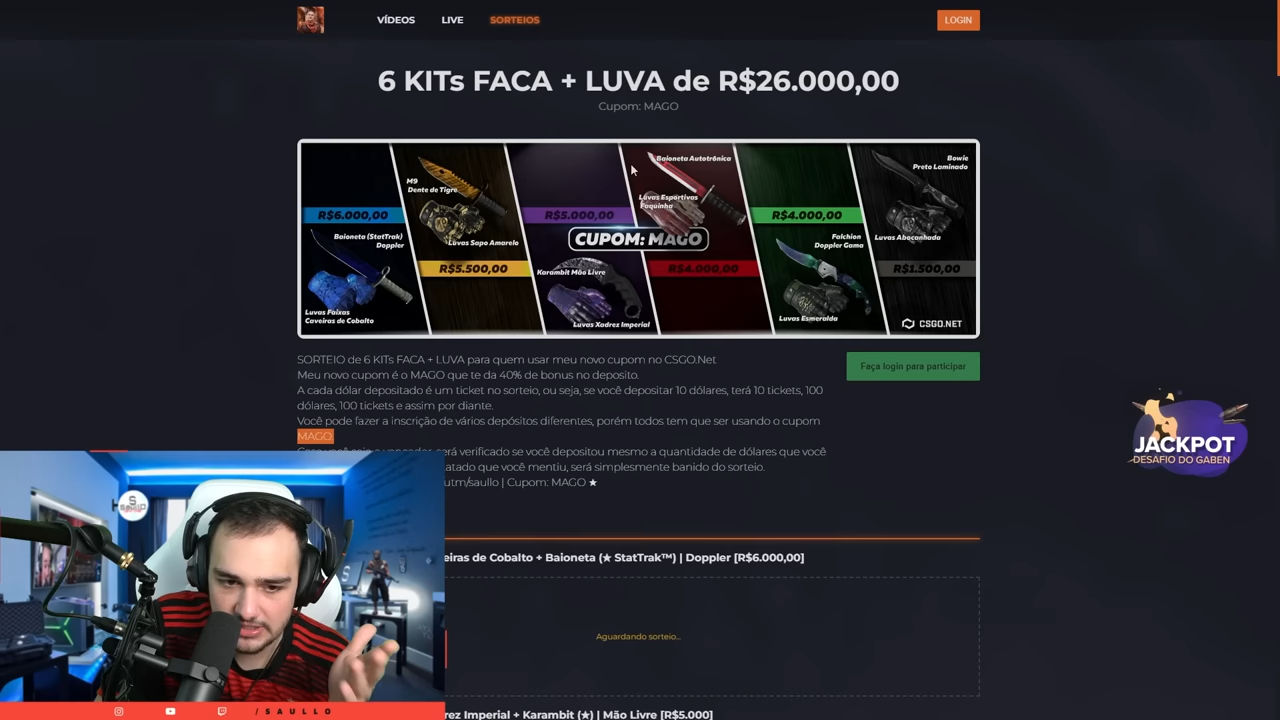 VÍDEOS LIVE SORTEIOS LOGIN
6 KITs FACA + LUVA de R$26.000,00
Cupom: MAGO
R$6.000,00
Baioneta (StatTrak)
Doppler
Luvas Faixas
Caveiras de Cobalto
M9
Dente de Tigre
Luvas Sapo Amarelo
R$5.500,00
R$5.000,00
Karambit Mão Livre
Luvas Xadrez Imperial
CUPOM: MAGO
Baioneta Autotrônica
Luvas Esportivas
Faquinha
R$4.000,00
R$4.000,00
Falchion
Doppler Gama
Luvas Esmeralda
Bowie
Preto Laminado
Luvas Abocanhada
R$1.500,00
CSGO.NET
SORTEIO de 6 KITs FACA + LUVA para quem usar meu novo cupom no CSGO.Net
Meu novo cupom é o MAGO que te da 40% de bonus no deposito.
A cada dólar depositado é um ticket no sorteio, ou seja, se você depositar 10 dólares, terá 10 tickets, 100
dólares, 100 tickets e assim por diante.
Você pode fazer a inscrição de vários depósitos diferentes, porém todos tem que ser usando o cupom
MAGO.
será verificado se você depositou mesmo a quantidade de dólares que você
atado que você mentiu, será simplesmente banido do sorteio.
utm/saullo | Cupom: MAGO ★
Faça login para participar
JACKPOT
DESAFIO DO GABEN
eiras de Cobalto + Baioneta (★ StatTrak™) | Doppler [R$6.000,00]
Aguardando sorteio...
rez Imperial + Karambit (★) | Mão Livre [R$5.000]
/SAULLO